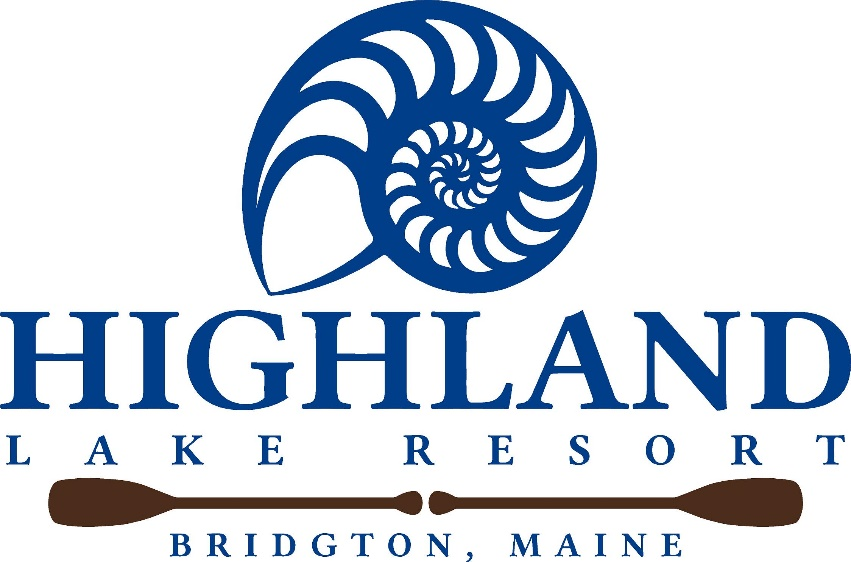 HIGHLAND
LAKE RESORT
BRIDGTON, MAINE